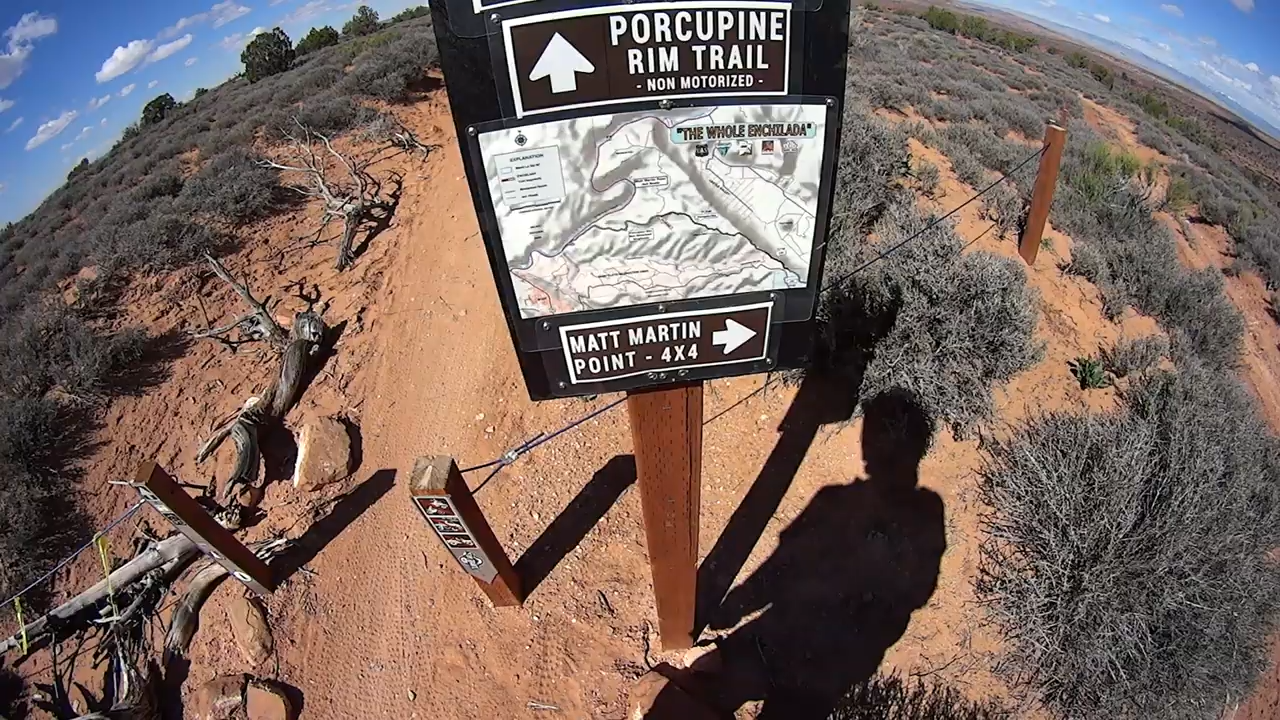 PORCUPINE
RIM TRAIL
- NON MOTORIZED -
"THE WHOLE ENCHILADA"
EXPLANATION
MATT MARTIN
POINT - 4X4